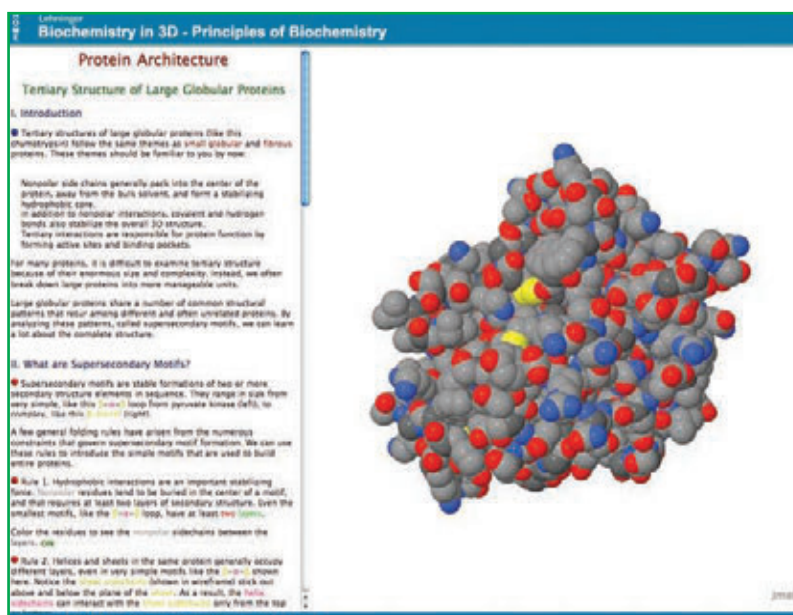 HOME
Lehninger
Biochemistry in 3D - Principles of Biochemistry
Protein Architecture
Tertiary Structure of Large Globular Proteins
I. Introduction
Tertiary structures of large globular proteins (like this
chymotrypsin) follow the same themes as small globular and fibrous
proteins. These themes should be familiar to you by now:
Nonpolar side chains generally pack into the center of the
protein, away from the bulk solvent, and form a stabilizing
hydrophobic core.
In addition to nonpolar interactions, covalent and hydrogen
bonds also stabilize the overall 3D structure.
Tertiary interactions are responsible for protein function by
forming active sites and binding pockets.
For many proteins, it is difficult to examine tertiary structure
because of their enormous size and complexity. Instead, we often
break down large proteins into more manageable units.
Large globular proteins share a number of common structural
patterns that recur among different and often unrelated proteins. By
analyzing these patterns, called supersecondary motifs, we can learn
a lot about the complete structure.
II. What are Supersecondary Motifs?
Supersecondary motifs are stable formations of two or more
secondary structure elements in sequence. They range in size from
very simple, like this loop from pyruvate kinase (left), to
complex, like this (right).
A few general folding rules have arisen from the numerous
constraints that govern supersecondary motif formation. We can use
these rules to introduce the simple motifs that are used to build
entire proteins.
Rule 1. Hydrophobic interactions are an important stabilizing
force. Nonpolar residues tend to be buried in the center of a motif,
and that requires at least two layers of secondary structure. Even the
smallest motifs, like the loop, have at least two layers.
Color the residues to see the nonpolar sidechains between the
layers.
Rule 2. Helices and sheets in the same protein generally occupy
different layers, even in very simple motifs like the shown
here. Notice the sheet sidechains (shown in wireframe) stick out
above and below the plane of the sheet. As a result, the helix
sidechains can interact with the sheet sidechains only from the top